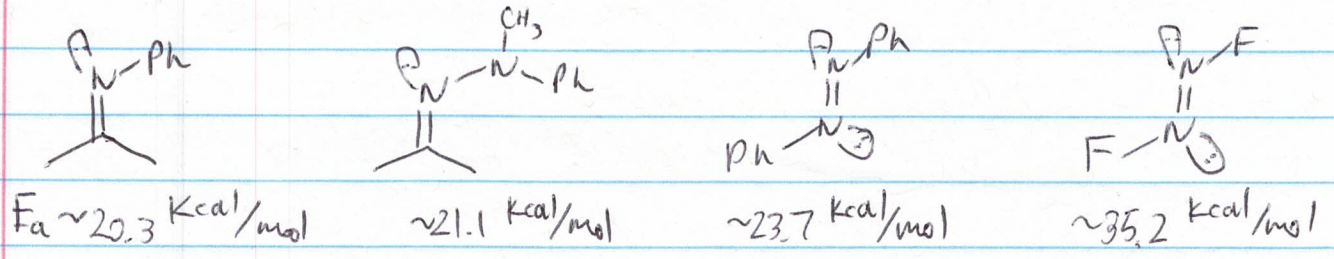 CH3
N-Ph N N-Ph N-Ph N-F
N Ph-N F-N
Ea ~20.3 Kcal/mol ~21.1 Kcal/mol ~23.7 Kcal/mol ~35.2 Kcal/mol